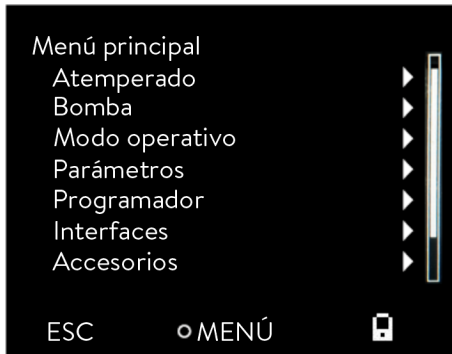 Menú principal
Atemperado
Bomba
Modo operativo
Parámetros
Programador
Interfaces
Accesorios
ESC MENÚ